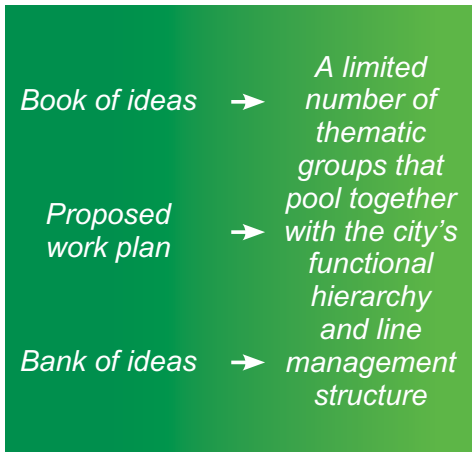 Book of ideas
Proposed
work plan
Bank of ideas
A limited
number of
thematic
groups that
pool together
with the city's
functional
hierarchy
and line
management
structure